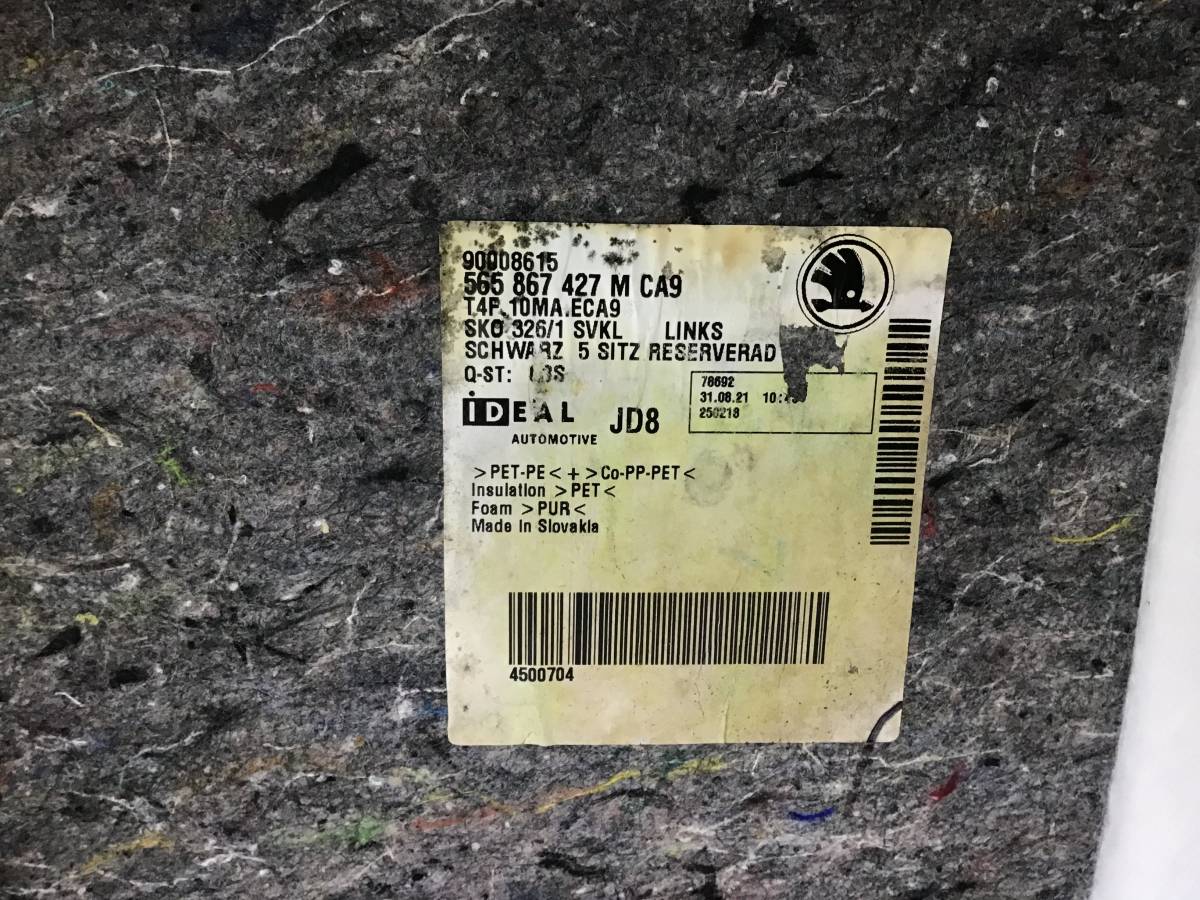 90008615
565 867 427 M CA9
T4P.10MA.ECA9
SKO 326/1 SVKL LINKS
SCHWARZ 5 SITZ RESERVERAD
Q-ST:
iDEAL
AUTOMOTIVE
JD8
78692
31.08.21
250218
>PET-PE<+>Co-PP-PET<
Insulation >PET<
Foam >PUR<
Made in Slovakia
4500704